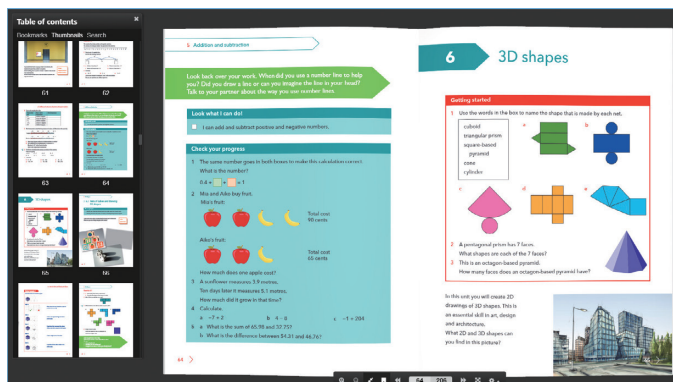 Table of contents
×
Bookmarks Thumbnails Search
61
62
63
64
65
66
5 Addition and subtraction
Look back over your work. When did you use a number line to help
you? Did you draw a line or can you imagine the line in your head?
Talk to your partner about the way you use number lines.
Look what I can do!
I can add and subtract positive and negative numbers.
Check your progress
1 The same number goes in both boxes to make this calculation correct.
What is the number?
0.4 + + = 1
2 Mia and Aiko buy fruit.
Mia's fruit:
Total cost
90 cents
Aiko's fruit:
Total cost
65 cents
How much does one apple cost?
3 A sunflower measures 3.9 metres.
Ten days later it measures 5.1 metres.
How much did it grow in that time?
4 Calculate.
a −7 + 2
b 4 − 8
c −1 + 204
5 a What is the sum of 65.98 and 32.75?
b What is the difference between 54.31 and 46.76?
64
6 3D shapes
Getting started
1 Use the words in the box to name the shape that is made by each net.
cuboid
triangular prism
square-based
pyramid
cone
cylinder
a
b
c
d
e
2 A pentagonal prism has 7 faces.
What shapes are each of the 7 faces?
3 This is an octagon-based pyramid.
How many faces does an octagon-based pyramid have?
In this unit you will create 2D
drawings of 3D shapes. This is
an essential skill in art, design
and architecture.
What 2D and 3D shapes can
you find in this picture?
64
206